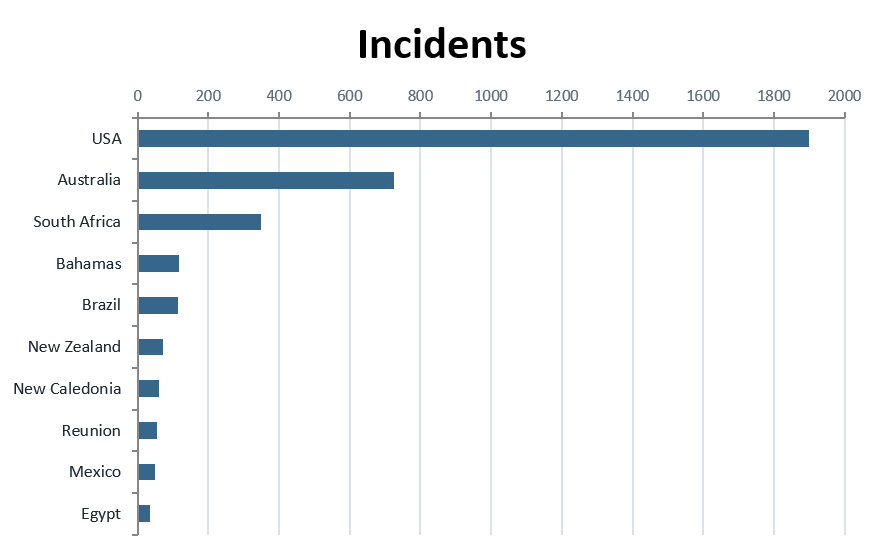 Incidents
0 200 400 600 800 1000 1200 1400 1600 1800 2000
USA
Australia
South Africa
Bahamas
Brazil
New Zealand
New Caledonia
Reunion
Mexico
Egypt